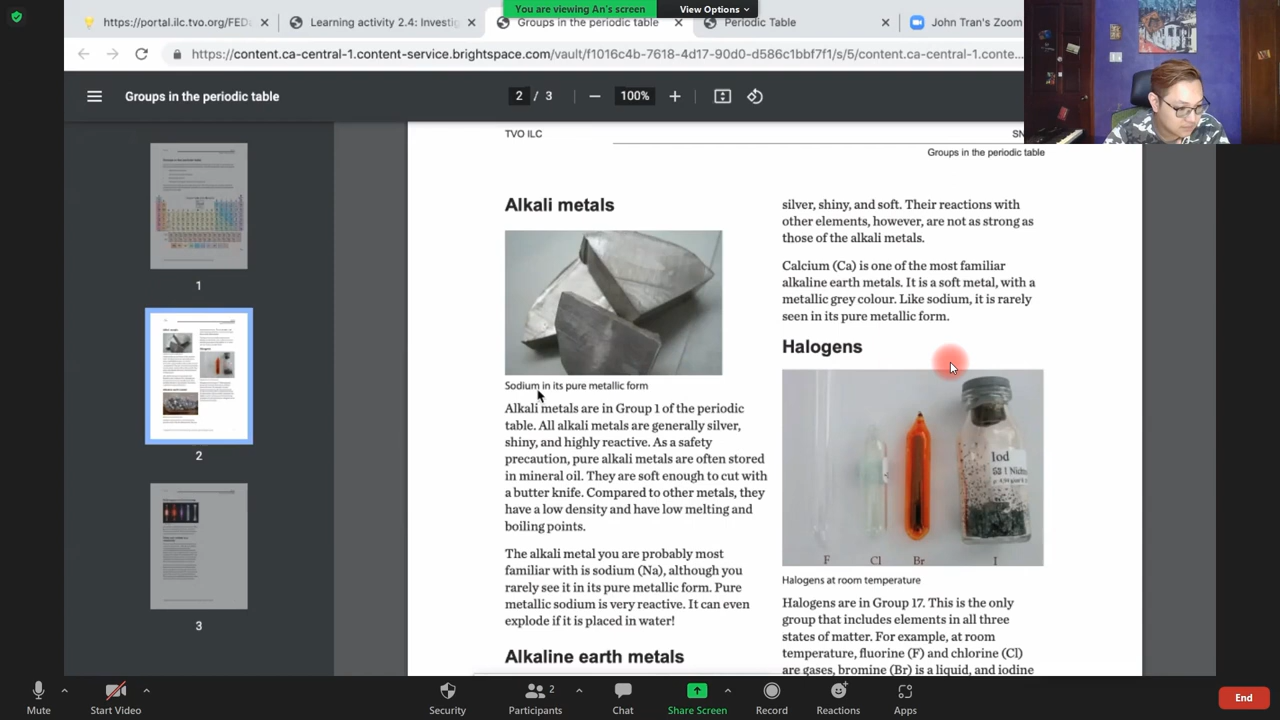 You are viewing An's screen
View Options
https://portal.ilc.tvo.org/FED
Learning activity 2.4: Investig
Groups in the periodic table
Periodic Table
John Tran's Zoom
https://content.ca-central-1.content-service.brightspace.com/vault/f1016c4b-7618-4d17-90d0-d586c1bbf7f1/s/5/content.ca-central-1.conte...
Groups in the periodic table
2 / 3
100%
1
2
3
TVO ILC
SN
Groups in the periodic table
Alkali metals
Sodium in its pure metallic form
Alkali metals are in Group 1 of the periodic
table. All alkali metals are generally silver,
shiny, and highly reactive. As a safety
precaution, pure alkali metals are often stored
in mineral oil. They are soft enough to cut with
a butter knife. Compared to other metals, they
have a low density and have low melting and
boiling points.
The alkali metal you are probably most
familiar with is sodium (Na), although you
rarely see it in its pure metallic form. Pure
metallic sodium is very reactive. It can even
explode if it is placed in water!
Alkaline earth metals
silver, shiny, and soft. Their reactions with
other elements, however, are not as strong as
those of the alkali metals.
Calcium (Ca) is one of the most familiar
alkaline earth metals. It is a soft metal, with a
metallic grey colour. Like sodium, it is rarely
seen in its pure metallic form.
Halogens
Iod
F Cl Br I
Halogens at room temperature
Halogens are in Group 17. This is the only
group that includes elements in all three
states of matter. For example, at room
temperature, fluorine (F) and chlorine (Cl)
are gases, bromine (Br) is a liquid, and iodine
Mute
Start Video
Security
2
Participants
Chat
Share Screen
Record
Reactions
Apps
End